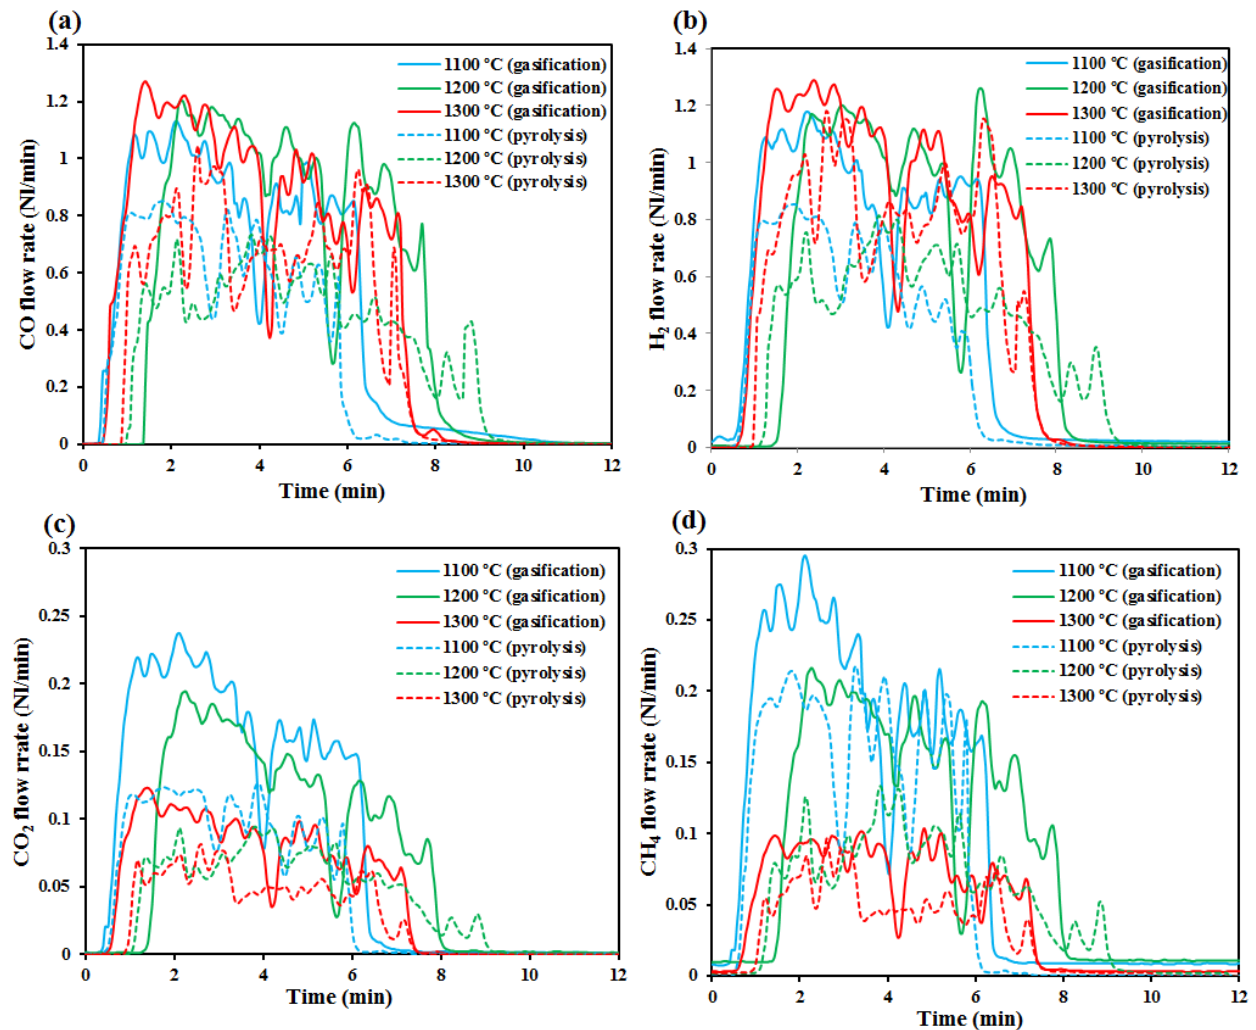 (a)
CO flow rate (Nl/min)
1.4
1.2
1
0.8
0.6
0.4
0.2
0
0 2 4 6 8 10 12
Time (min)
1100 °C (gasification)
1200 °C (gasification)
1300 °C (gasification)
1100 °C (pyrolysis)
1200 °C (pyrolysis)
1300 °C (pyrolysis)
(b)
H₂ flow rate (Nl/min)
1.4
1.2
1
0.8
0.6
0.4
0.2
0
0 2 4 6 8 10 12
Time (min)
1100 °C (gasification)
1200 °C (gasification)
1300 °C (gasification)
1100 °C (pyrolysis)
1200 °C (pyrolysis)
1300 °C (pyrolysis)
(c)
CO₂ flow rrate (Nl/min)
0.3
0.25
0.2
0.15
0.1
0.05
0
0 2 4 6 8 10 12
Time (min)
1100 °C (gasification)
1200 °C (gasification)
1300 °C (gasification)
1100 °C (pyrolysis)
1200 °C (pyrolysis)
1300 °C (pyrolysis)
(d)
CH₄ flow rrate (Nl/min)
0.3
0.25
0.2
0.15
0.1
0.05
0
0 2 4 6 8 10 12
Time (min)
1100 °C (gasification)
1200 °C (gasification)
1300 °C (gasification)
1100 °C (pyrolysis)
1200 °C (pyrolysis)
1300 °C (pyrolysis)